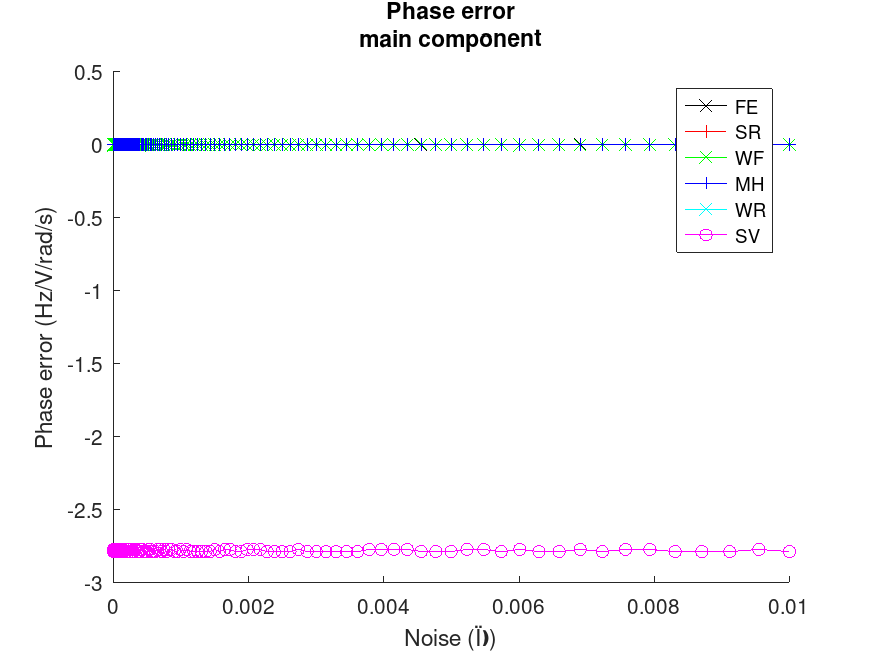 Phase error
main component
0.5
0
-0.5
-1
-1.5
-2
-2.5
-3
Phase error (Hz/V/rad/s)
FE
SR
WF
MH
WR
SV
0 0.002 0.004 0.006 0.008 0.01
Noise (Ï)